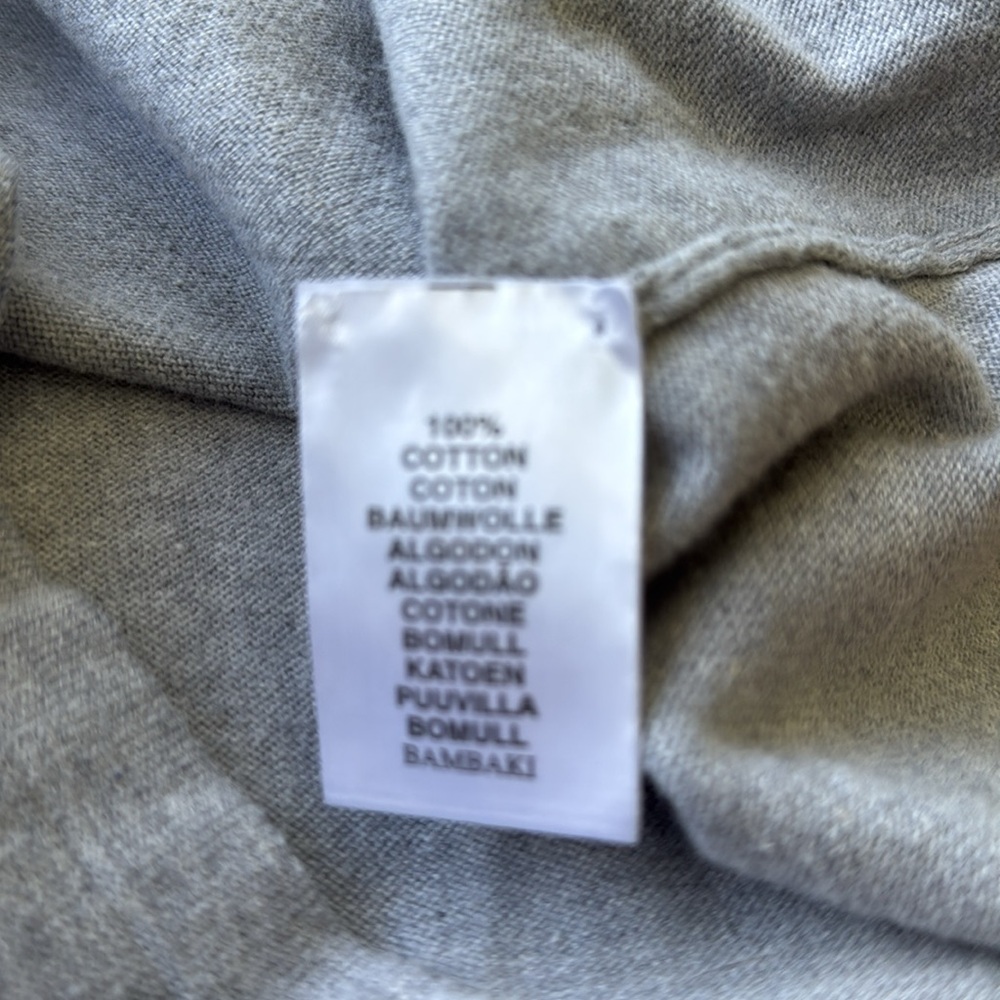 100%
COTTON
COTON
BAUMWOLLE
ALGODON
ALGODÃO
COTONE
BOMULL
KATOEN
PUUVILLA
BOMULL
BAMBAKI